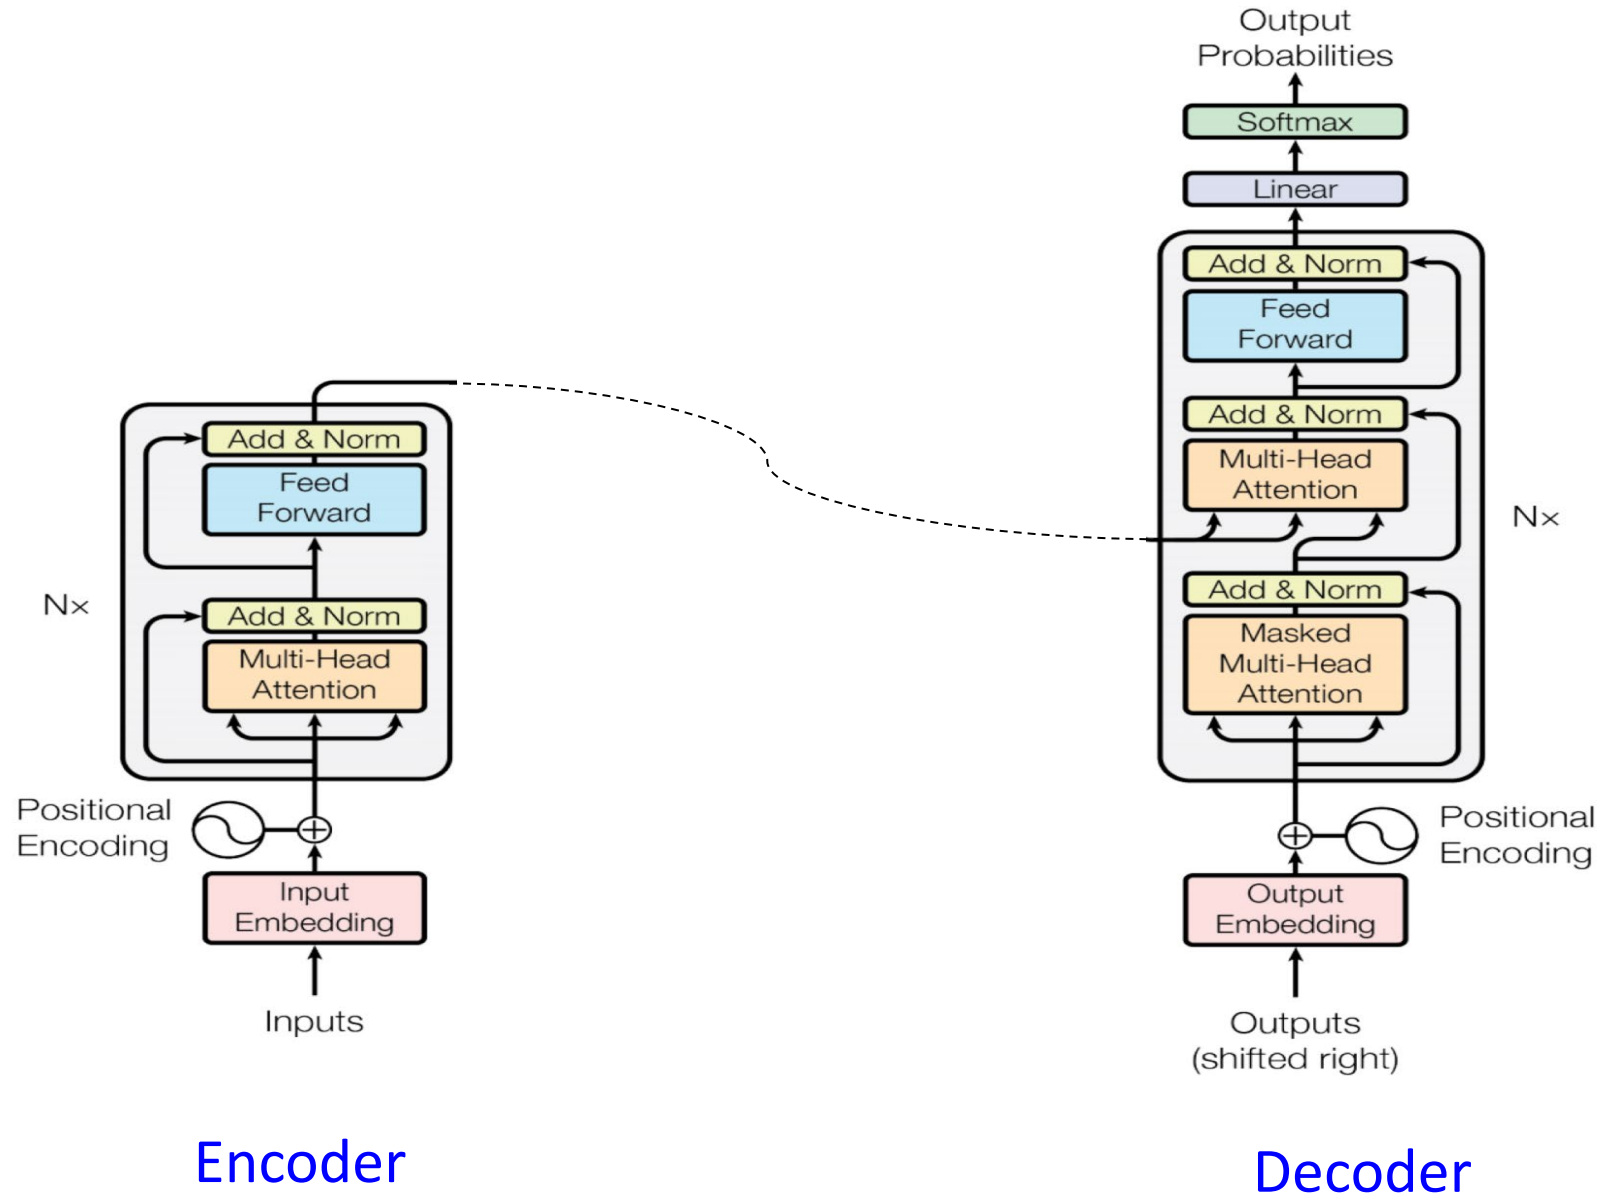 Add & Norm
Feed
Forward
Add & Norm
Multi-Head
Attention
Nx
Positional
Encoding
Input
Embedding
Inputs
Encoder
Output
Probabilities
Softmax
Linear
Add & Norm
Feed
Forward
Add & Norm
Multi-Head
Attention
Nx
Add & Norm
Masked
Multi-Head
Attention
Positional
Encoding
Output
Embedding
Outputs
(shifted right)
Decoder